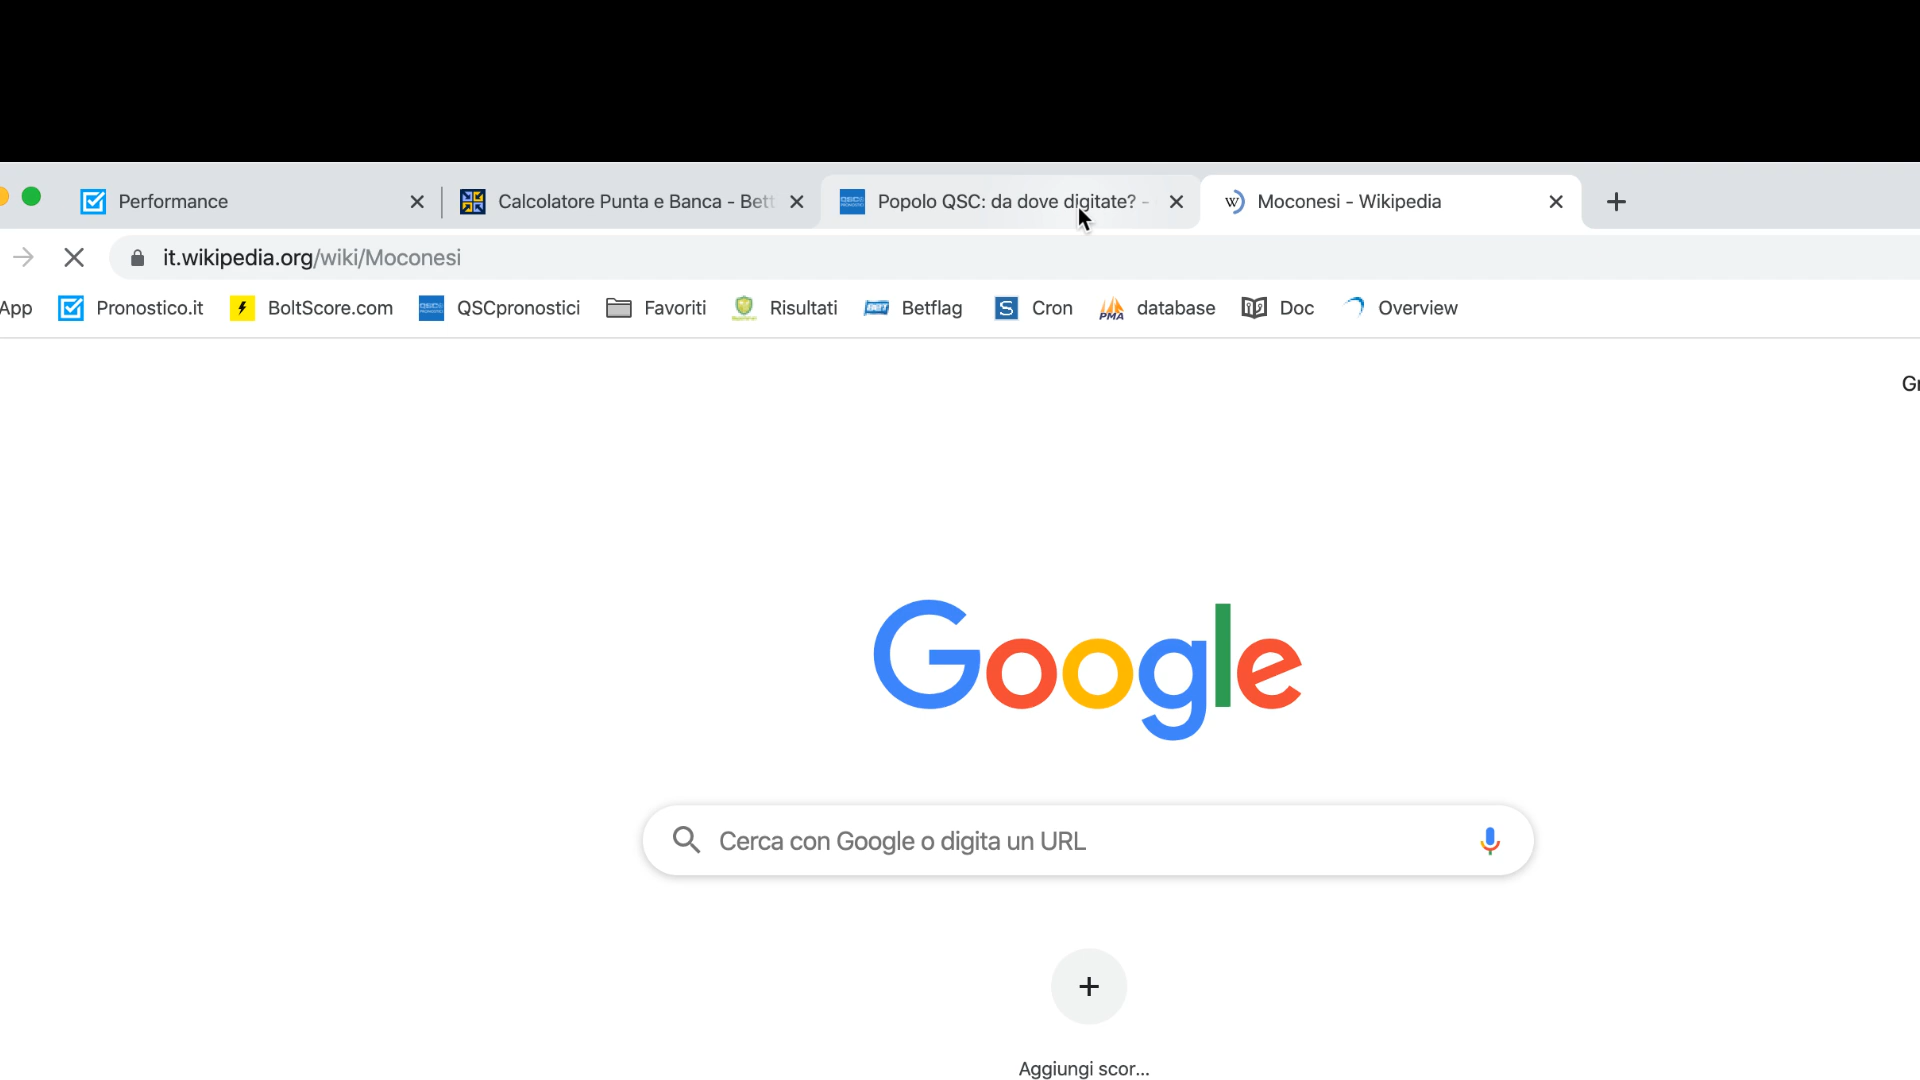 Performance
Calcolatore Punta e Banca - Bett
Popolo QSC: da dove digitate? -
Moconesi - Wikipedia
it.wikipedia.org/wiki/Moconesi
App
Pronostico.it
BoltScore.com
QSCpronostici
Favoriti
Risultati
Betflag
Cron
database
Doc
Overview
Google
Cerca con Google o digita un URL
Aggiungi scor...